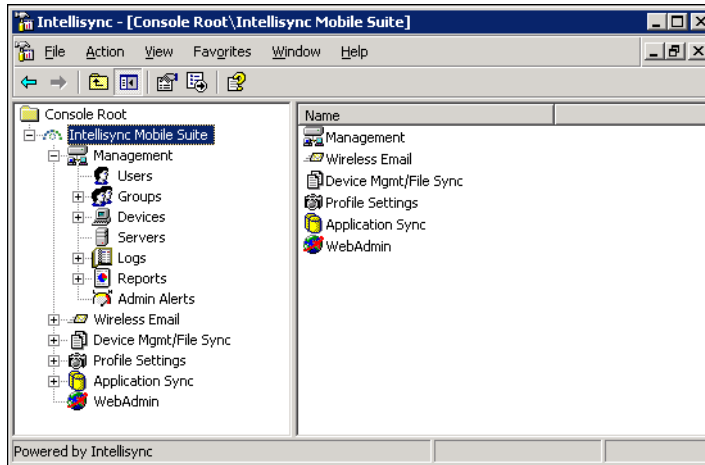 Intellisync - [Console Root\Intellisync Mobile Suite]
File Action View Favorites Window Help
Console Root
Intellisync Mobile Suite
Management
Users
Groups
Devices
Servers
Logs
Reports
Admin Alerts
Wireless Email
Device Mgmt/File Sync
Profile Settings
Application Sync
WebAdmin
Name
Management
Wireless Email
Device Mgmt/File Sync
Profile Settings
Application Sync
WebAdmin
Powered by Intellisync